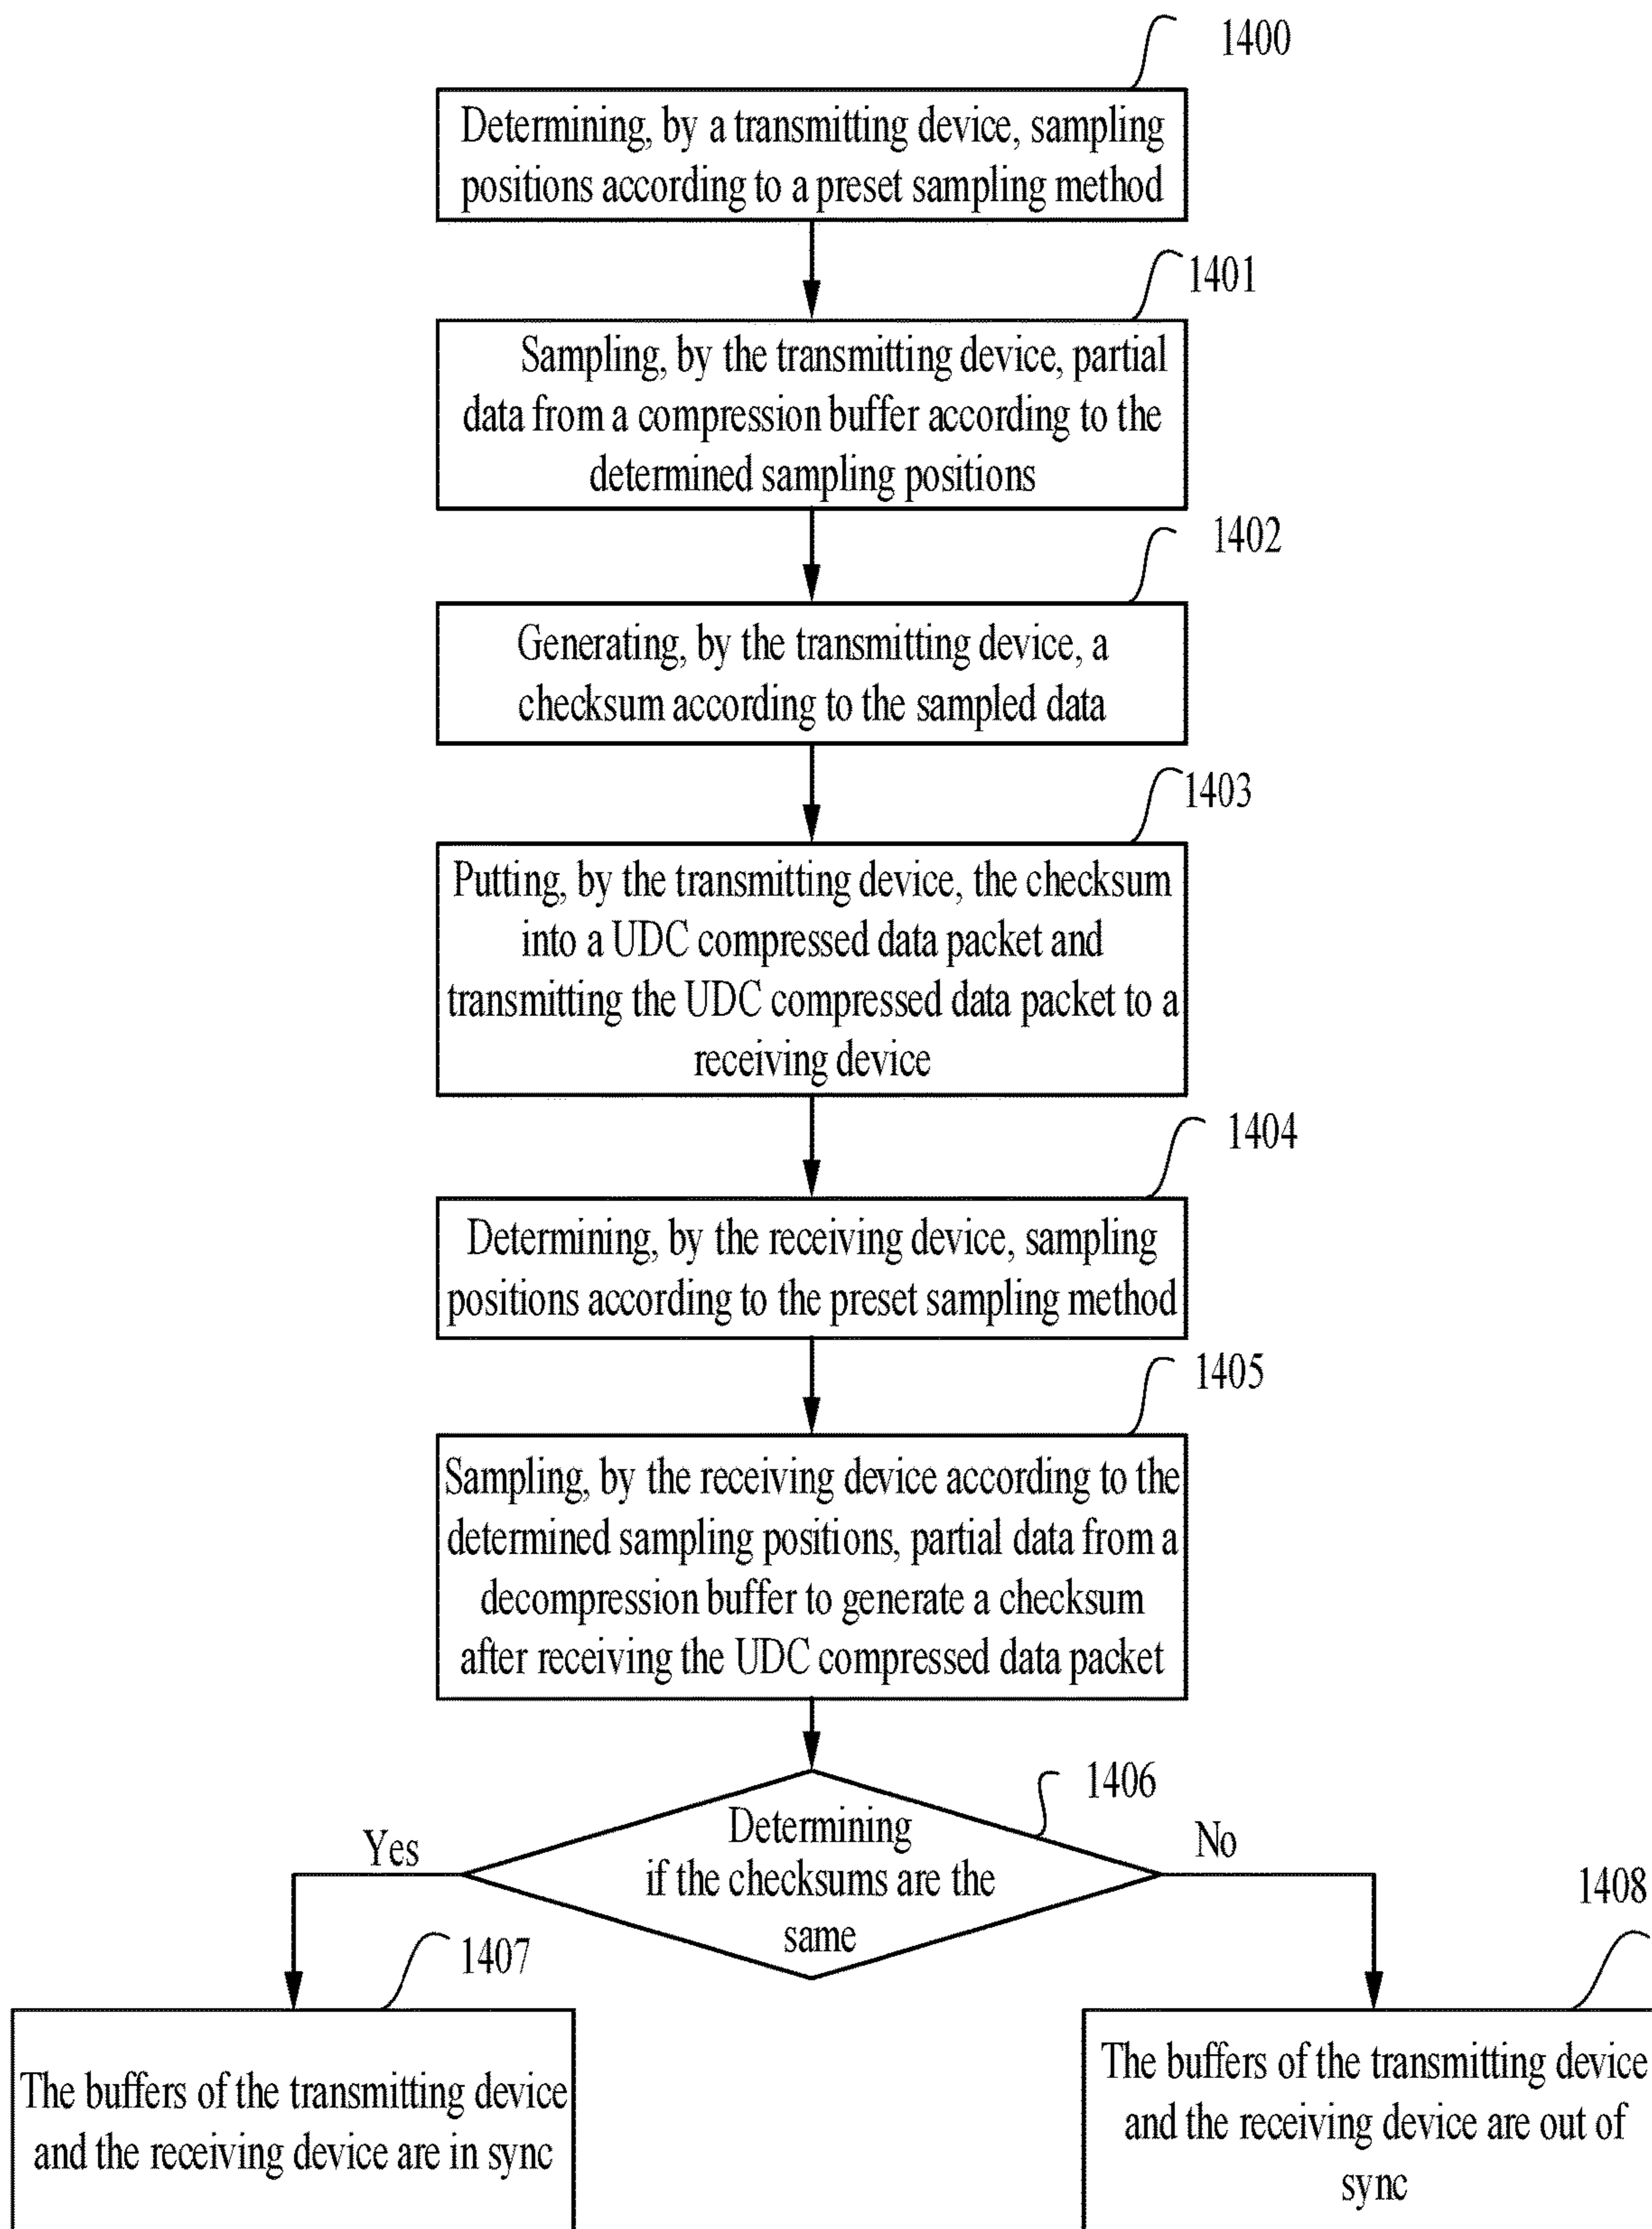 1400
Determining, by a transmitting device, sampling
positions according to a preset sampling method
1401
Sampling, by the transmitting device, partial
data from a compression buffer according to the
determined sampling positions
1402
Generating, by the transmitting device, a
checksum according to the sampled data
1403
Putting, by the transmitting device, the checksum
into a UDC compressed data packet and
transmitting the UDC compressed data packet to a
receiving device
1404
Determining, by the receiving device, sampling
positions according to the preset sampling method
1405
Sampling, by the receiving device according to the
determined sampling positions, partial data from a
decompression buffer to generate a checksum
after receiving the UDC compressed data packet
1406
Determining
if the checksums are the
same
Yes
No
1407
The buffers of the transmitting device
and the receiving device are in sync
1408
The buffers of the transmitting device
and the receiving device are out of
sync